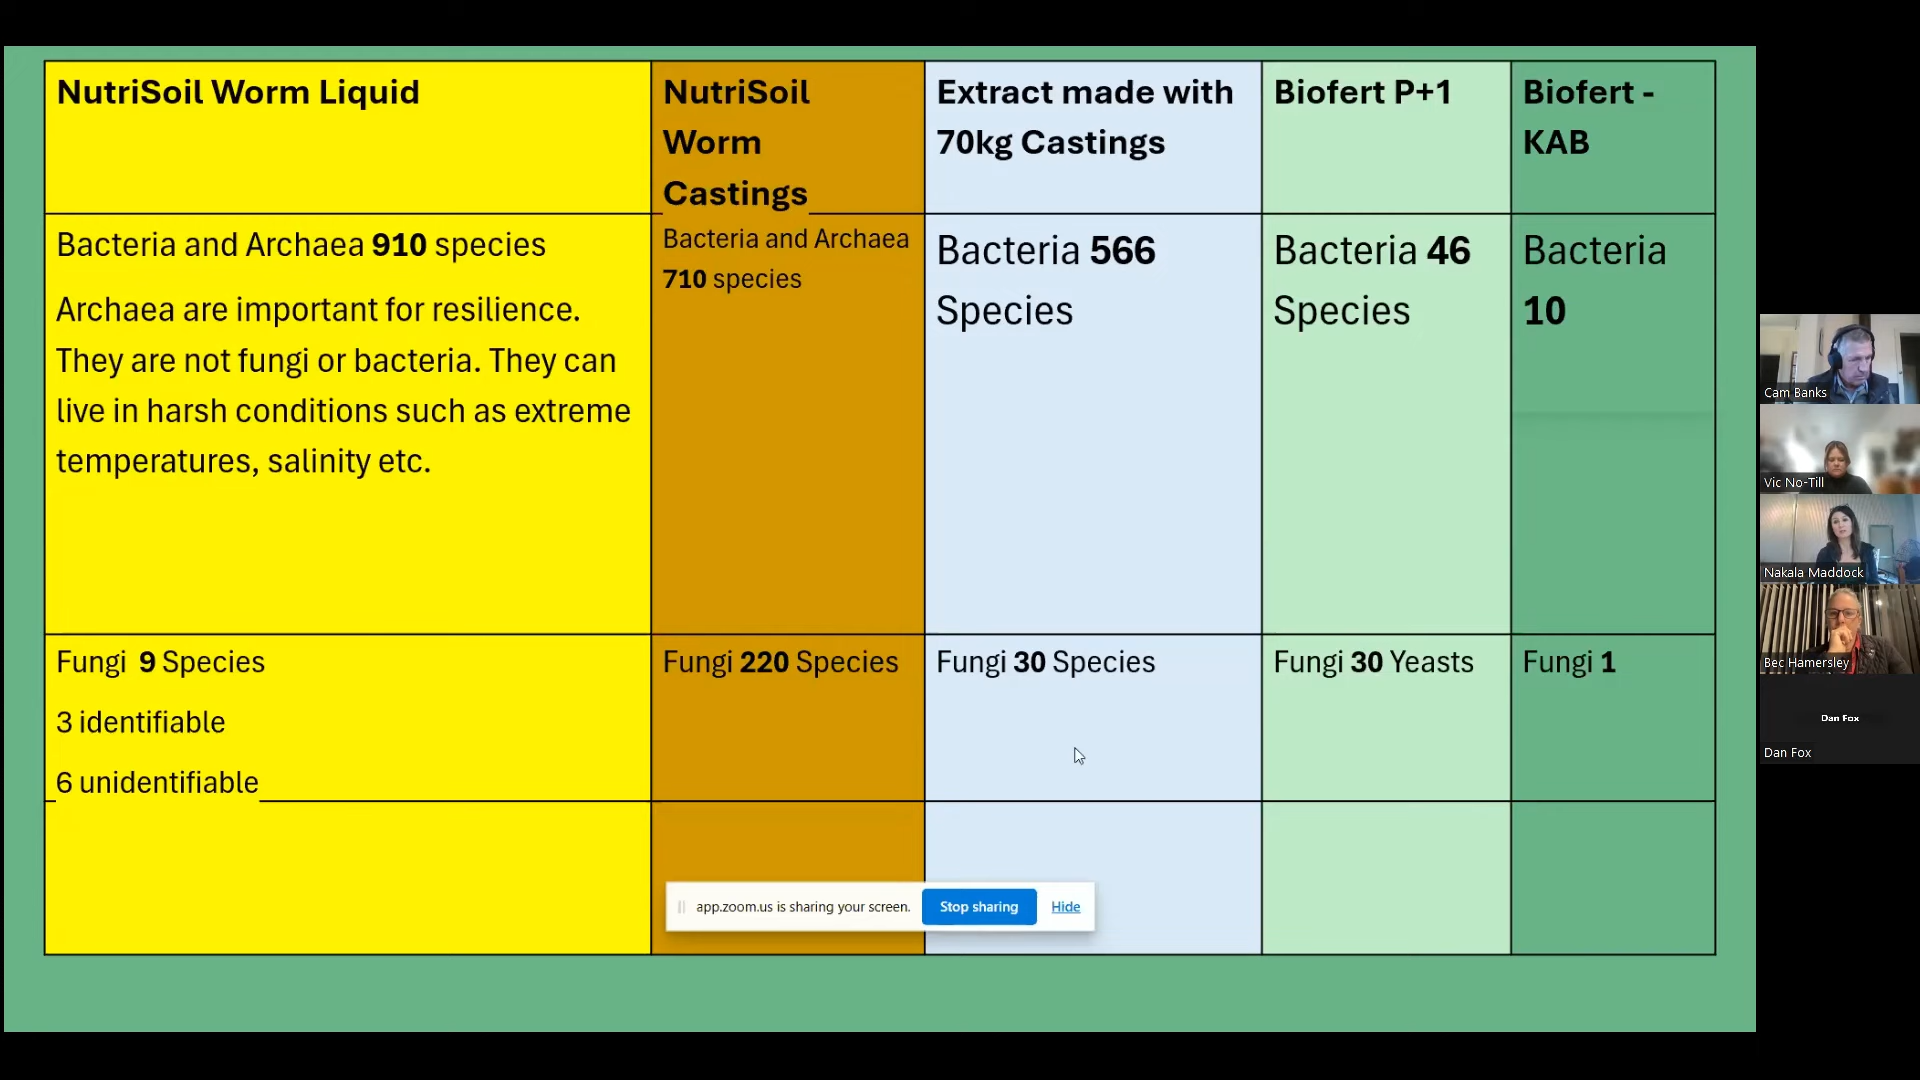 NutriSoil Worm Liquid
NutriSoil
Worm
Castings
Extract made with
70kg Castings
Biofert P+1
Biofert -
KAB
Bacteria and Archaea 910 species
Archaea are important for resilience.
They are not fungi or bacteria. They can
live in harsh conditions such as extreme
temperatures, salinity etc.
Bacteria and Archaea
710 species
Bacteria 566
Species
Bacteria 46
Species
Bacteria
10
Fungi 9 Species
3 identifiable
6 unidentifiable
Fungi 220 Species
Fungi 30 Species
Fungi 30 Yeasts
Fungi 1
app.zoom.us is sharing your screen.
Stop sharing
Hide
Cam Banks
Vic No-Till
Nakala Maddock
Bec Hamersley
Dan Fox
Dan Fox